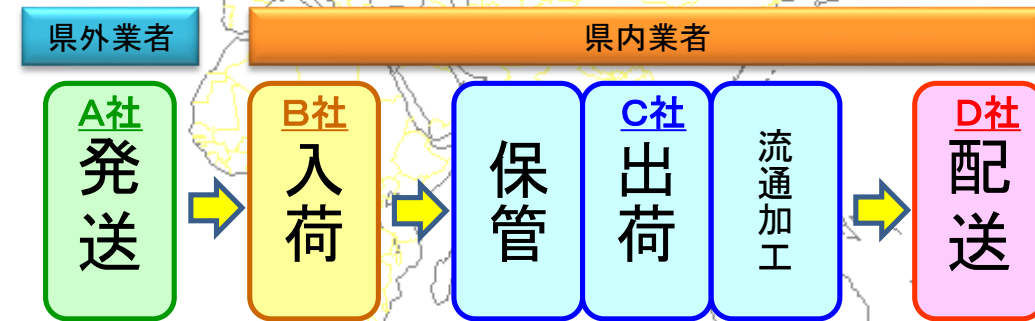 県外業者
県内業者
A社
発送
B社
入荷
保管
C社
出荷
流通加工
D社
配送